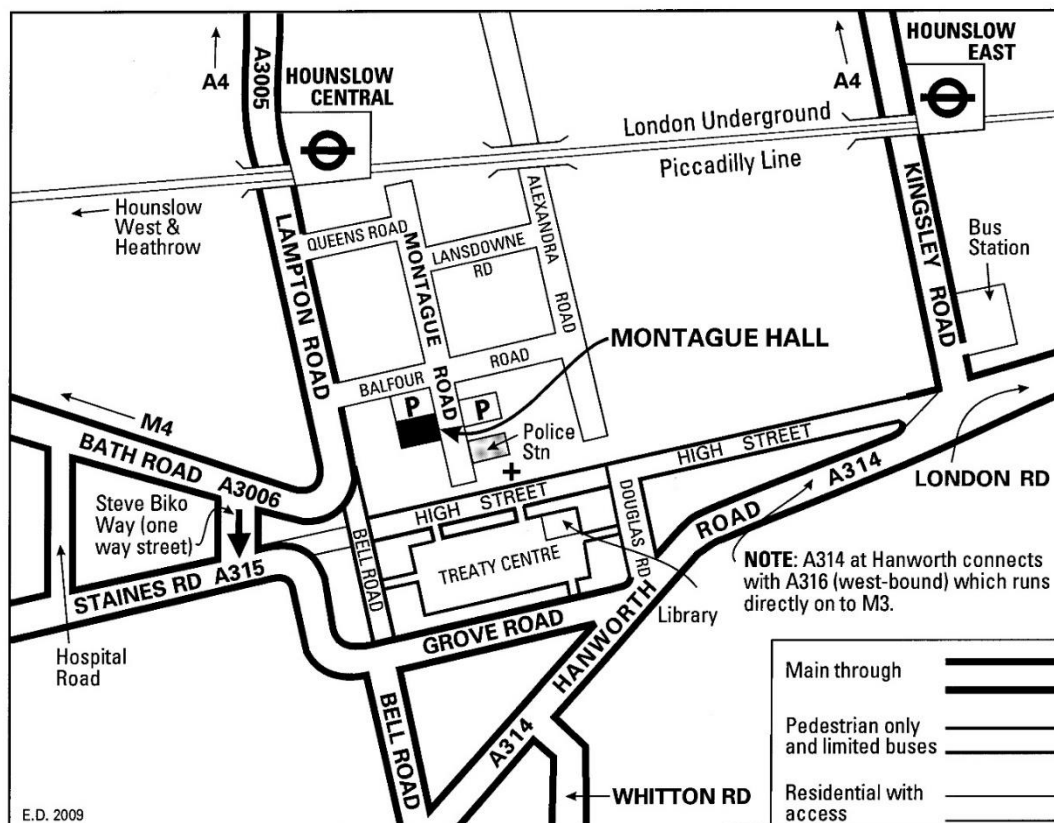 A4
A3005
HOUNSLOW
CENTRAL
A4
HOUNSLOW
EAST
London Underground
Piccadilly Line
Hounslow
West &
Heathrow
LAMPTON ROAD
QUEENS ROAD
MONTAGUE ROAD
LANSDOWNE
RD
ALEXANDRA ROAD
KINGSLEY ROAD
Bus
Station
MONTAGUE HALL
BALFOUR ROAD
P
P
Police
Stn
M4
BATH ROAD A3006
Steve Biko
Way (one
way street)
STAINES RD A315
HIGH STREET
HIGH STREET
BELL ROAD
TREATY CENTRE
DOUGLAS RD
Library
LONDON RD
HANWORTH ROAD A314
A314
NOTE: A314 at Hanworth connects
with A316 (west-bound) which runs
directly on to M3.
Hospital
Road
GROVE ROAD
BELL ROAD
WHITTON RD
Main through
Pedestrian only
and limited buses
Residential with
access
E.D. 2009